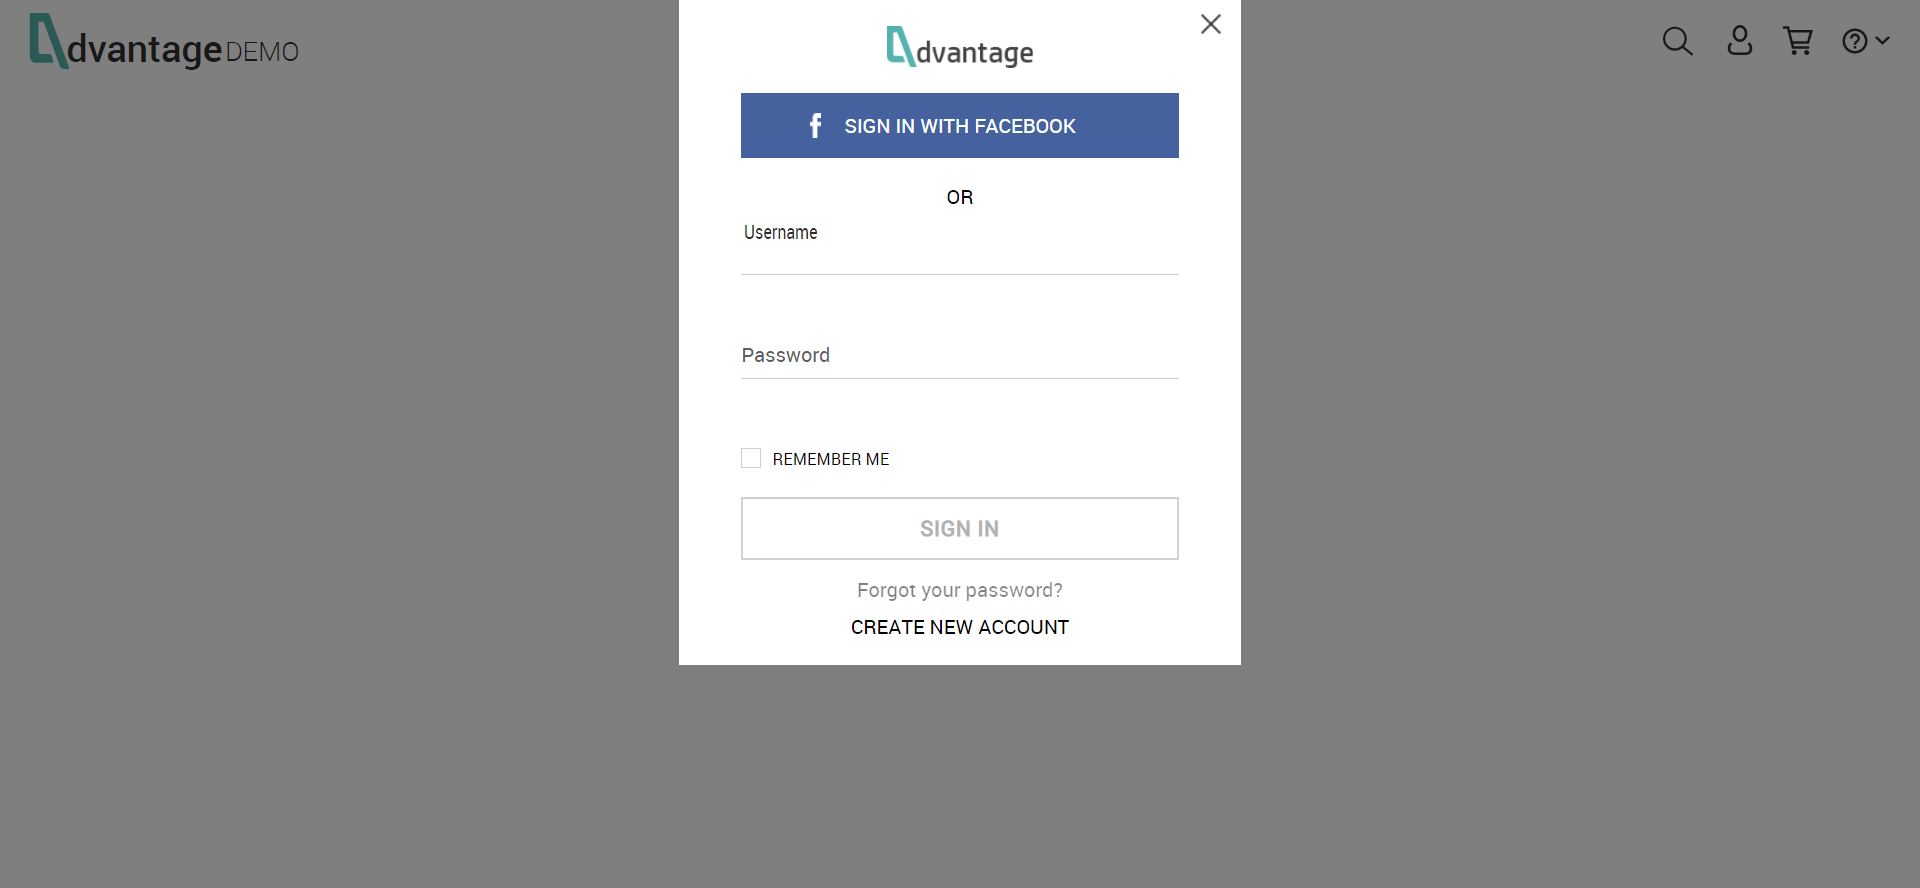 dvantage DEMO
dvantage
SIGN IN WITH FACEBOOK
OR
Username
Password
REMEMBER ME
SIGN IN
Forgot your password?
CREATE NEW ACCOUNT